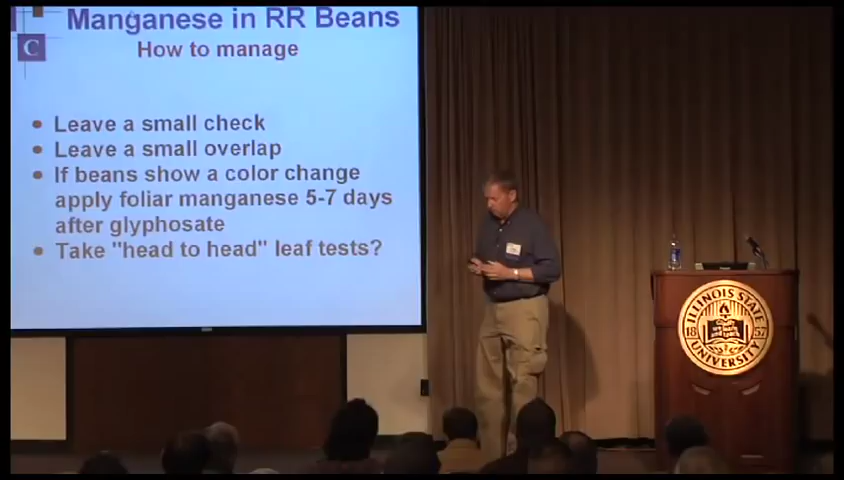 Manganese in RR Beans
How to manage
C
Leave a small check
Leave a small overlap
If beans show a color change
apply foliar manganese 5-7 days
after glyphosate
Take "head to head" leaf tests?
ILLINOIS STATE
18 57
UNIVERSITY